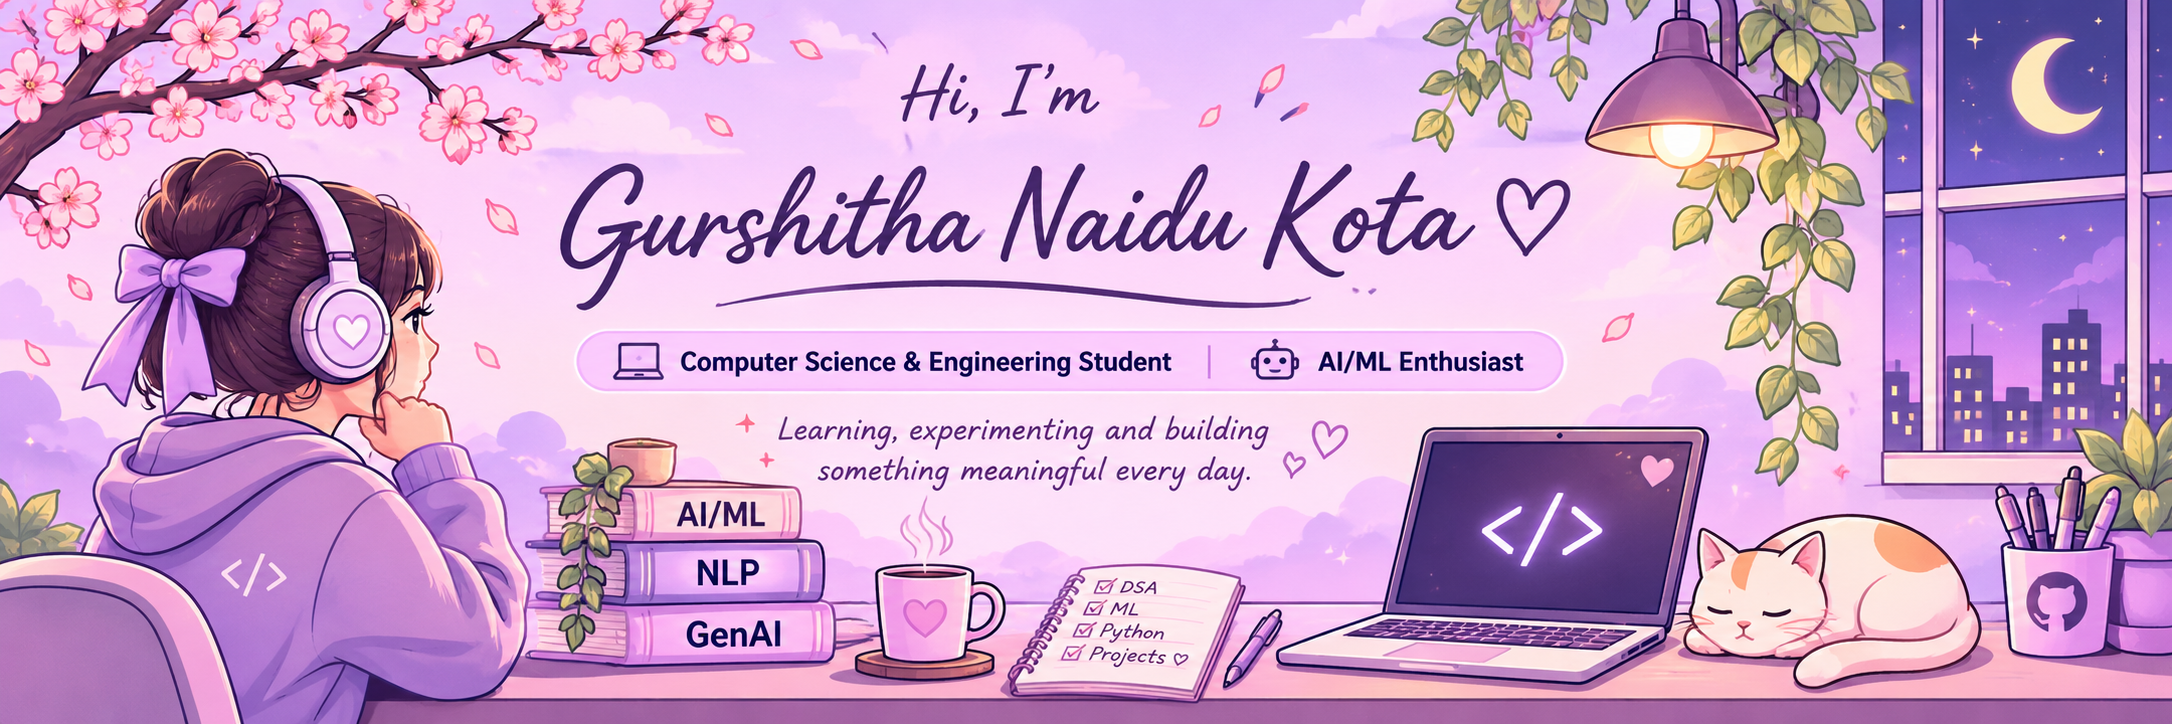 Hi, I'm
Gurshitha Naidu Kota ♡
Computer Science & Engineering Student | AI/ML Enthusiast
Learning, experimenting and building
something meaningful every day.
AI/ML
NLP
GenAI
DSA
ML
Python
Projects ♡
</>
</>